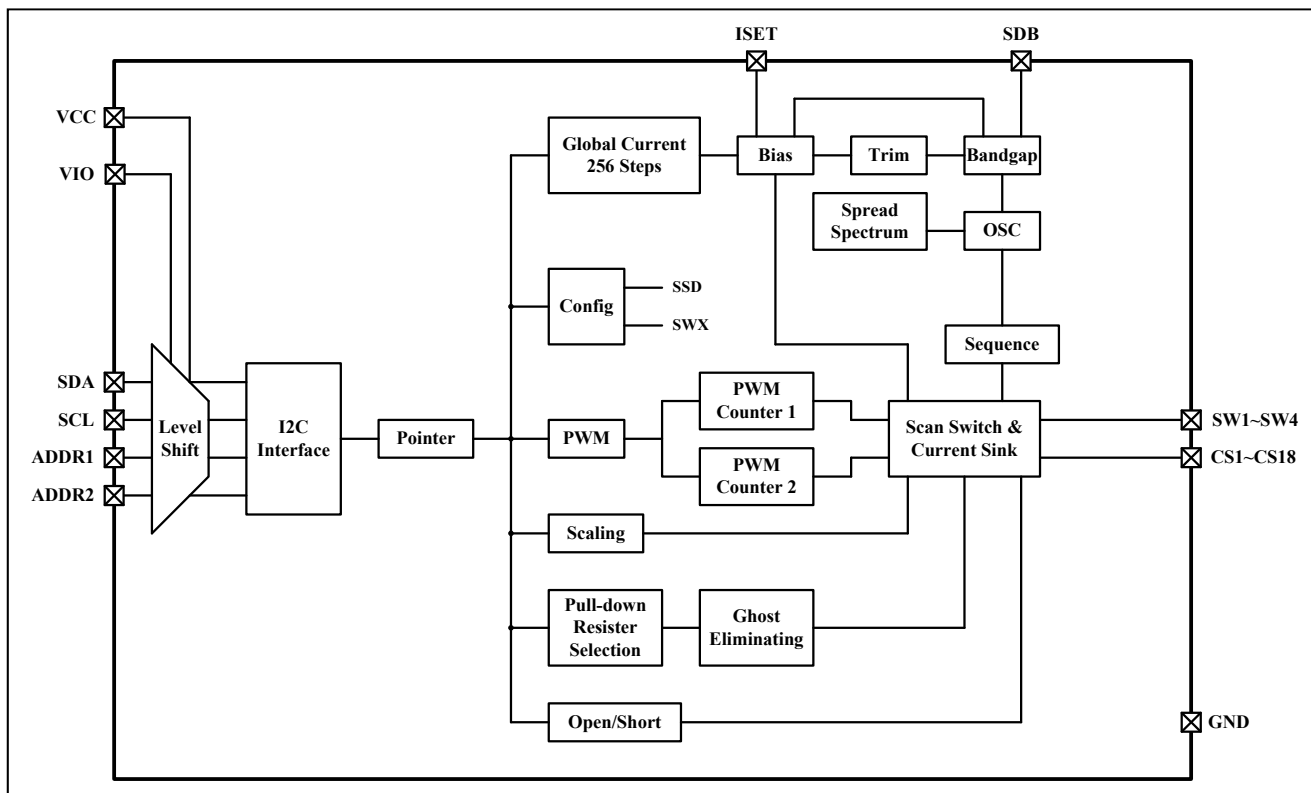 ISET
SDB
VCC
VIO
Global Current
256 Steps
Bias
Trim
Bandgap
Spread
Spectrum
OSC
Config
SSD
SWX
Sequence
SDA
SCL
ADDR1
ADDR2
Level
Shift
I2C
Interface
Pointer
PWM
PWM
Counter 1
PWM
Counter 2
Scan Switch &
Current Sink
SW1~SW4
CS1~CS18
Scaling
Pull-down
Resister
Selection
Ghost
Eliminating
Open/Short
GND